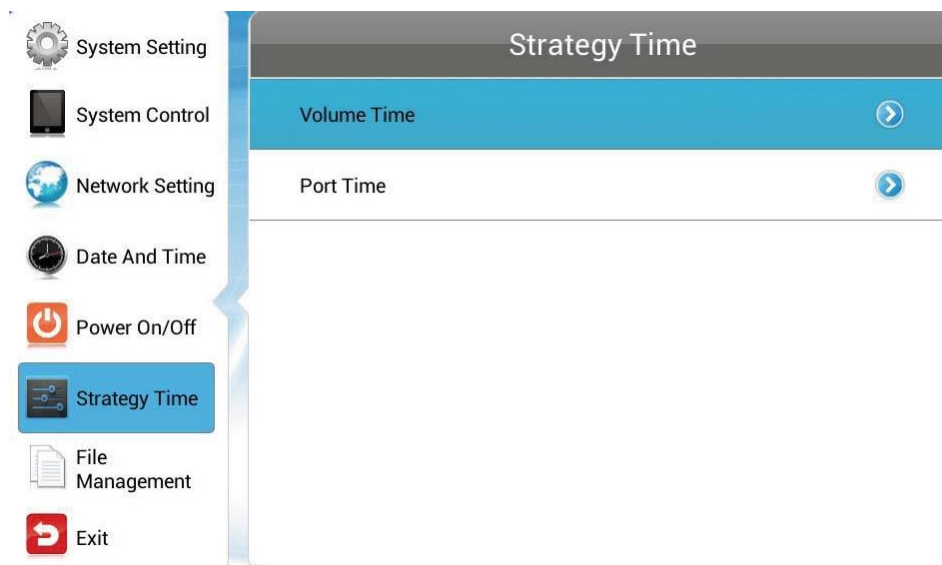 System Setting
System Control
Network Setting
Date And Time
Power On/Off
Strategy Time
File
Management
Exit
Strategy Time
Volume Time
Port Time